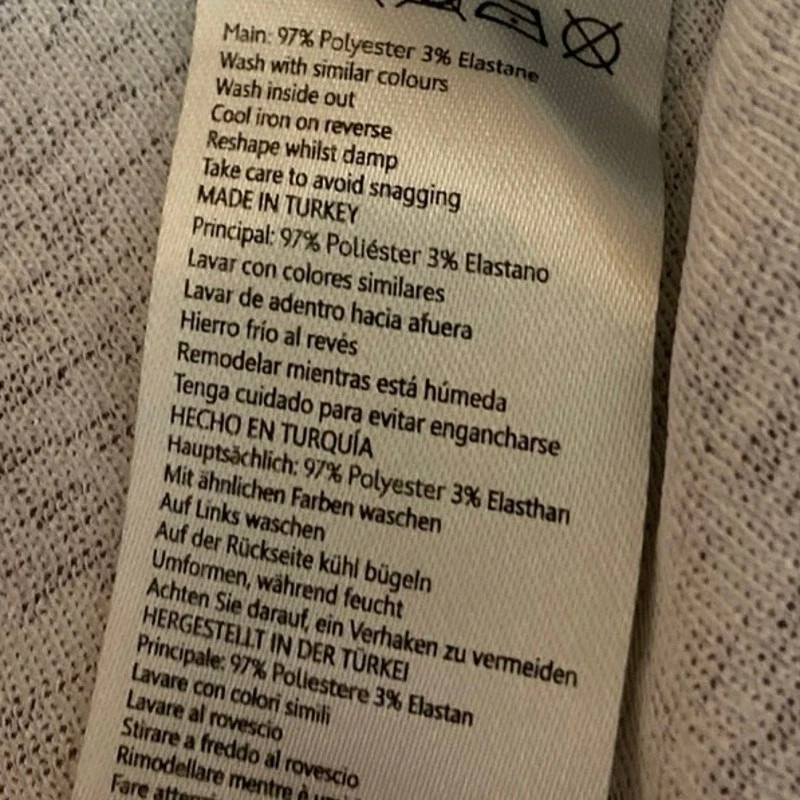 Main: 97% Polyester 3% Elastane
Wash with similar colours
Wash inside out
Cool iron on reverse
Reshape whilst damp
Take care to avoid snagging
MADE IN TURKEY
Principal: 97% Poliéster 3% Elastano
Lavar con colores similares
Lavar de adentro hacia afuera
Hierro frío al revés
Remodelar mientras está húmeda
Tenga cuidado para evitar engancharse
HECHO EN TURQUÍA
Hauptsächlich: 97% Polyester 3% Elasthan
Mit ähnlichen Farben waschen
Auf Links waschen
Auf der Rückseite kühl bügeln
Umformen, während feucht
Achten Sie darauf, ein Verhaken zu vermeiden
HERGESTELLT IN DER TÜRKEI
Principale: 97% Poliestere 3% Elastan
Lavare con colori simili
Lavare al rovescio
Stirare a freddo al rovescio
Rimodellare mentre è
Fare